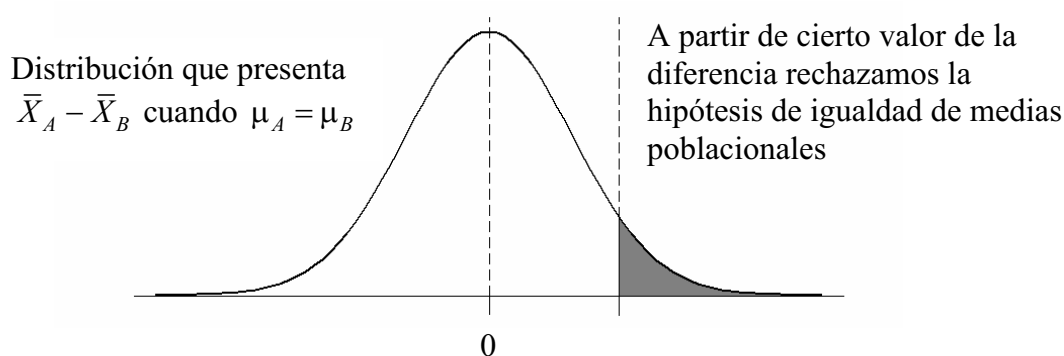 Distribución que presenta
X̄_A − X̄_B cuando μ_A = μ_B
A partir de cierto valor de la
diferencia rechazamos la
hipótesis de igualdad de medias
poblacionales
0